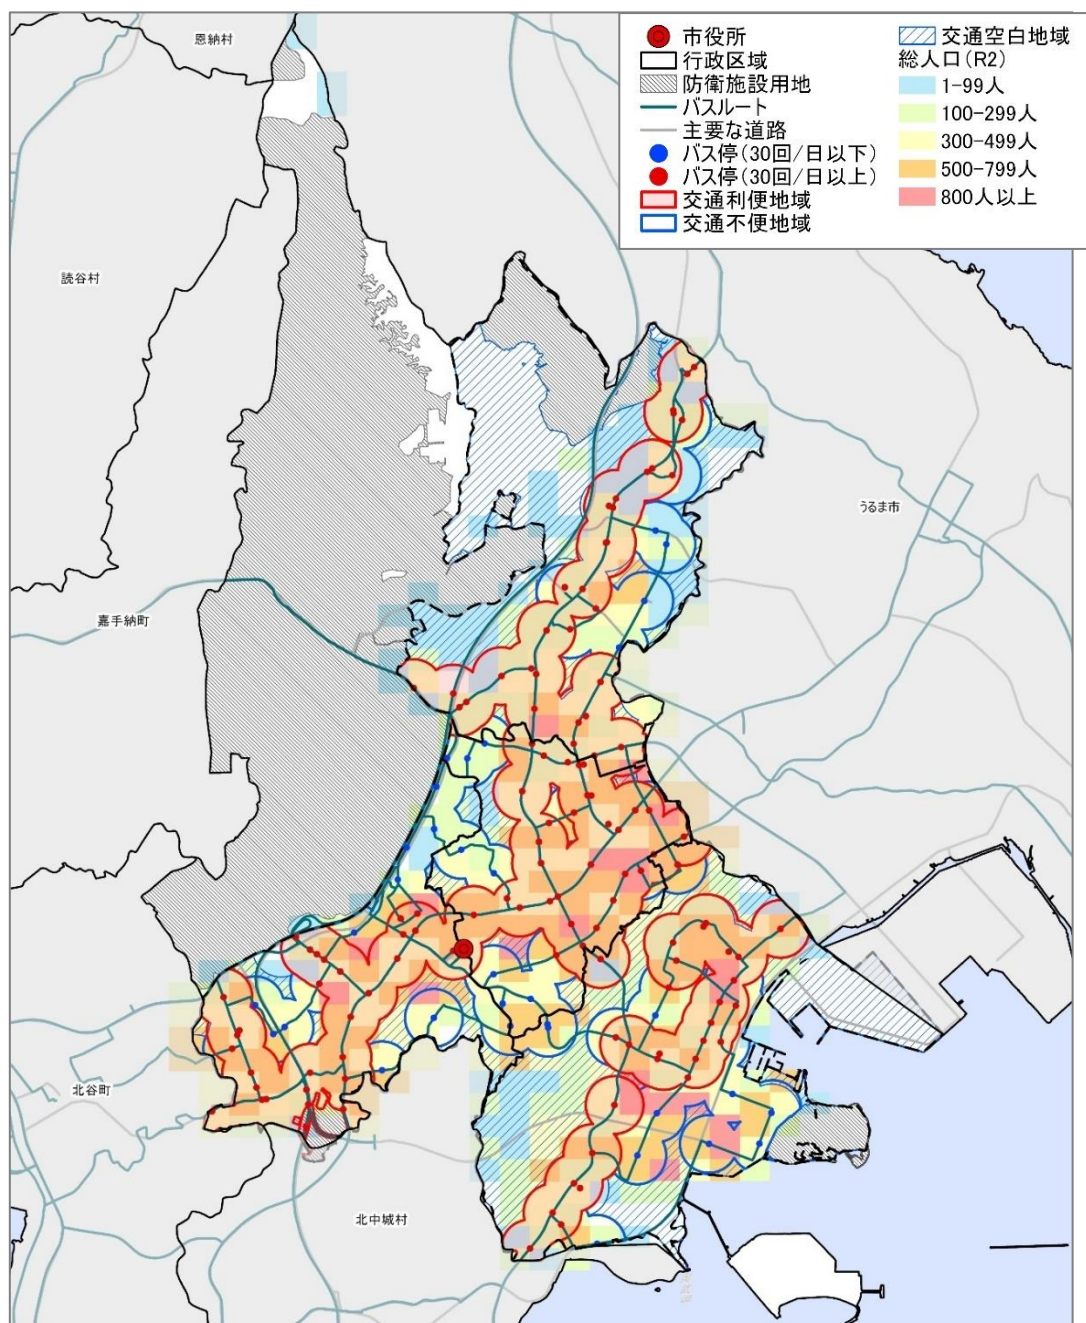 恩納村
市役所
行政区域
防衛施設用地
バスルート
主要な道路
バス停(30回/日以下)
バス停(30回/日以上)
交通利便地域
交通不便地域
交通空白地域
総人口(R2)
1-99人
100-299人
300-499人
500-799人
800人以上
読谷村
うるま市
嘉手納町
北谷町
北中城村